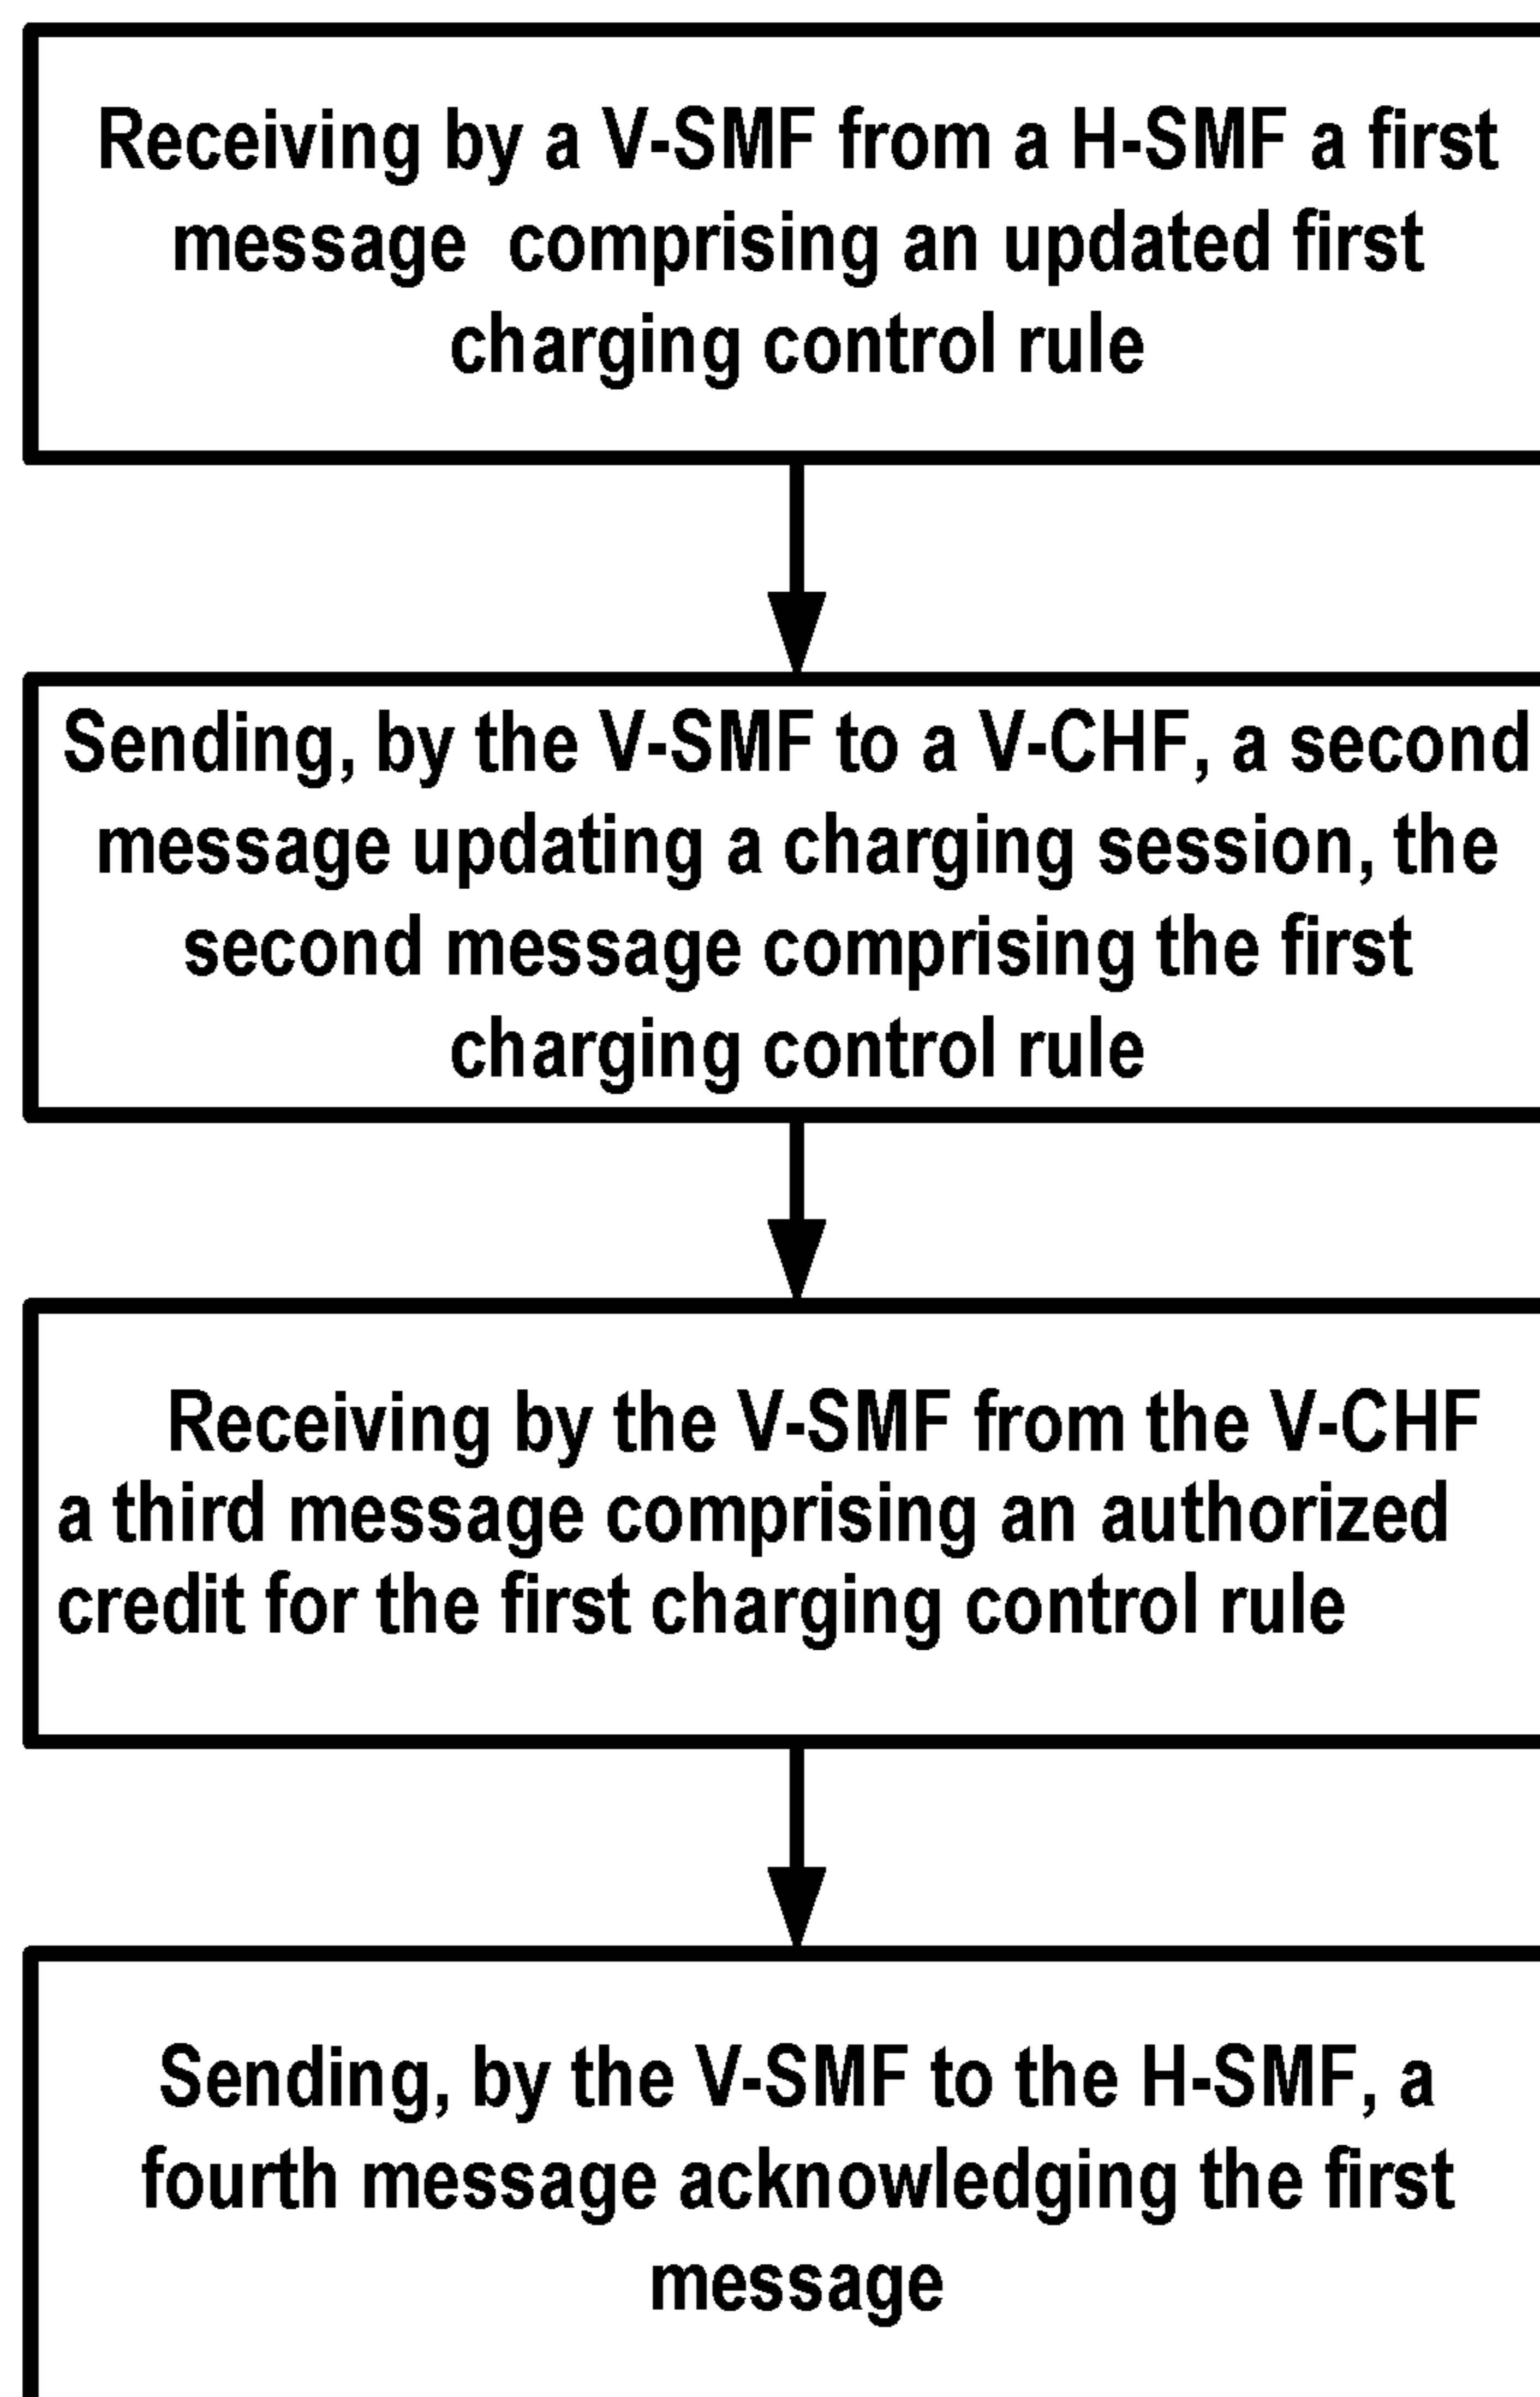 Receiving by a V-SMF from a H-SMF a first
message comprising an updated first
charging control rule
Sending, by the V-SMF to a V-CHF, a second
message updating a charging session, the
second message comprising the first
charging control rule
Receiving by the V-SMF from the V-CHF
a third message comprising an authorized
credit for the first charging control rule
Sending, by the V-SMF to the H-SMF, a
fourth message acknowledging the first
message